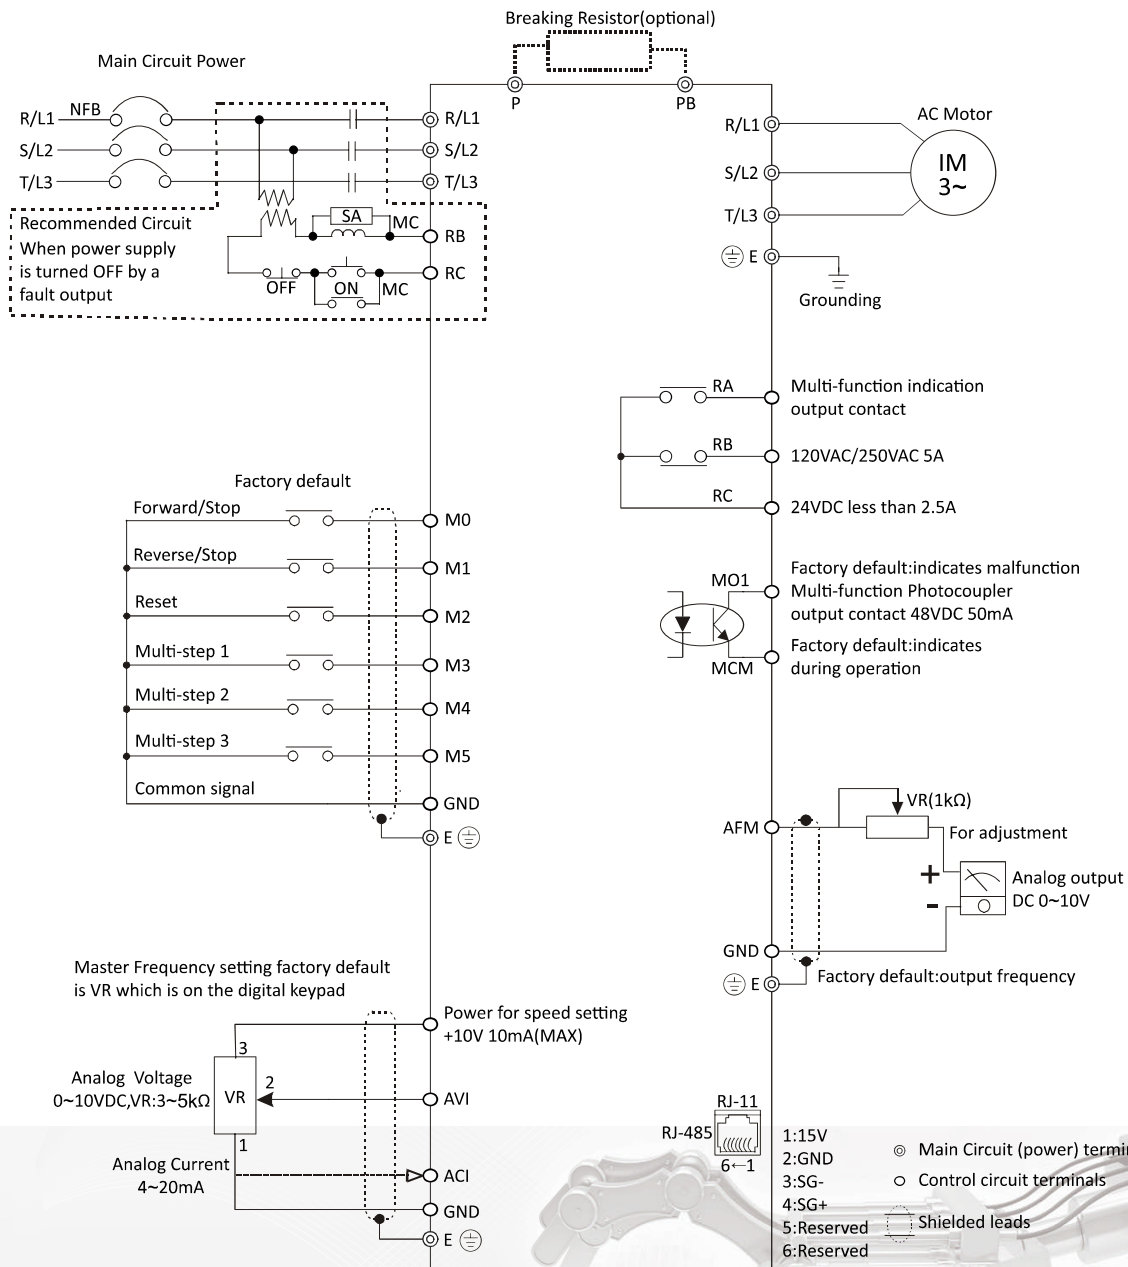 Breaking Resistor(optional)
P
PB
Main Circuit Power
R/L1
NFB
R/L1
S/L2
S/L2
T/L3
T/L3
Recommended Circuit
When power supply
is turned OFF by a
fault output
SA
MC
RB
OFF
ON
MC
RC
AC Motor
R/L1
S/L2
T/L3
IM
3~
E
Grounding
RA
Multi-function indication
output contact
RB
120VAC/250VAC 5A
RC
24VDC less than 2.5A
Factory default
Forward/Stop
M0
Reverse/Stop
M1
Reset
M2
Multi-step 1
M3
Multi-step 2
M4
Multi-step 3
M5
Common signal
GND
E
MO1
Factory default:indicates malfunction
Multi-function Photocoupler
output contact 48VDC 50mA
MCM
Factory default:indicates
during operation
AFM
VR(1kΩ)
For adjustment
+
-
Analog output
DC 0~10V
GND
E
Factory default:output frequency
Master Frequency setting factory default
is VR which is on the digital keypad
Power for speed setting
+10V 10mA(MAX)
3
Analog Voltage
0~10VDC,VR:3~5kΩ
VR
2
AVI
1
Analog Current
4~20mA
ACI
GND
E
RJ-11
RJ-485
6←1
1:15V
2:GND
3:SG-
4:SG+
5:Reserved
6:Reserved
Main Circuit (power) termin
Control circuit terminals
Shielded leads